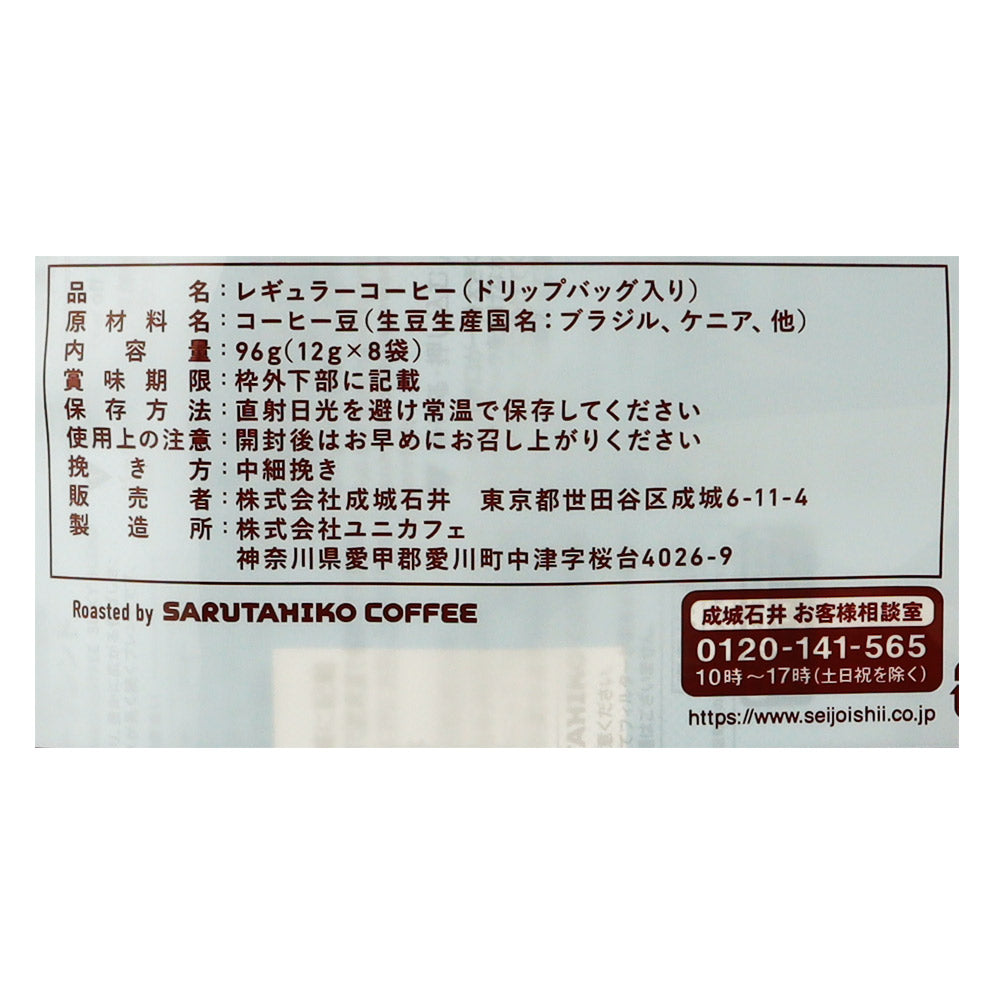 品名：レギュラーコーヒー（ドリップバッグ入り）
原材料名：コーヒー豆（生豆生産国名：ブラジル、ケニア、他）
内容量：96g（12g×8袋）
賞味期限：枠外下部に記載
保存方法：直射日光を避け常温で保存してください
使用上の注意：開封後はお早めにお召し上がりください
挽き方：中細挽き
販売者：株式会社成城石井　東京都世田谷区成城6-11-4
製造所：株式会社ユニカフェ
神奈川県愛甲郡愛川町中津字桜台4026-9
Roasted by SARUTAHIKO COFFEE
成城石井 お客様相談室
0120-141-565
10時～17時（土日祝を除く）
https://www.seijoishii.co.jp